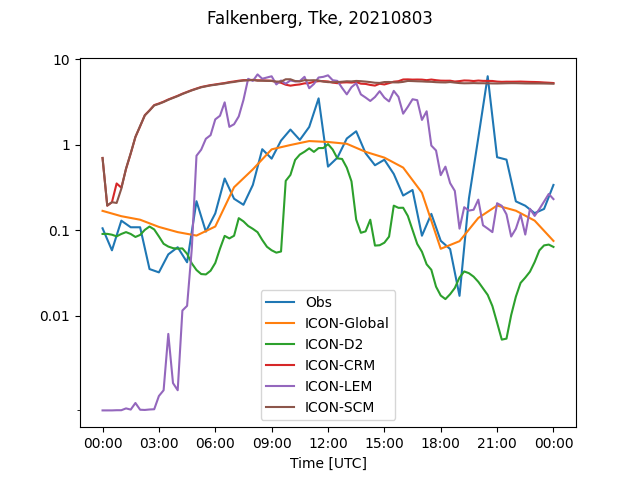 Falkenberg, Tke, 20210803
10
1
0.1
0.01
Obs
ICON-Global
ICON-D2
ICON-CRM
ICON-LEM
ICON-SCM
00:00 03:00 06:00 09:00 12:00 15:00 18:00 21:00 00:00
Time [UTC]